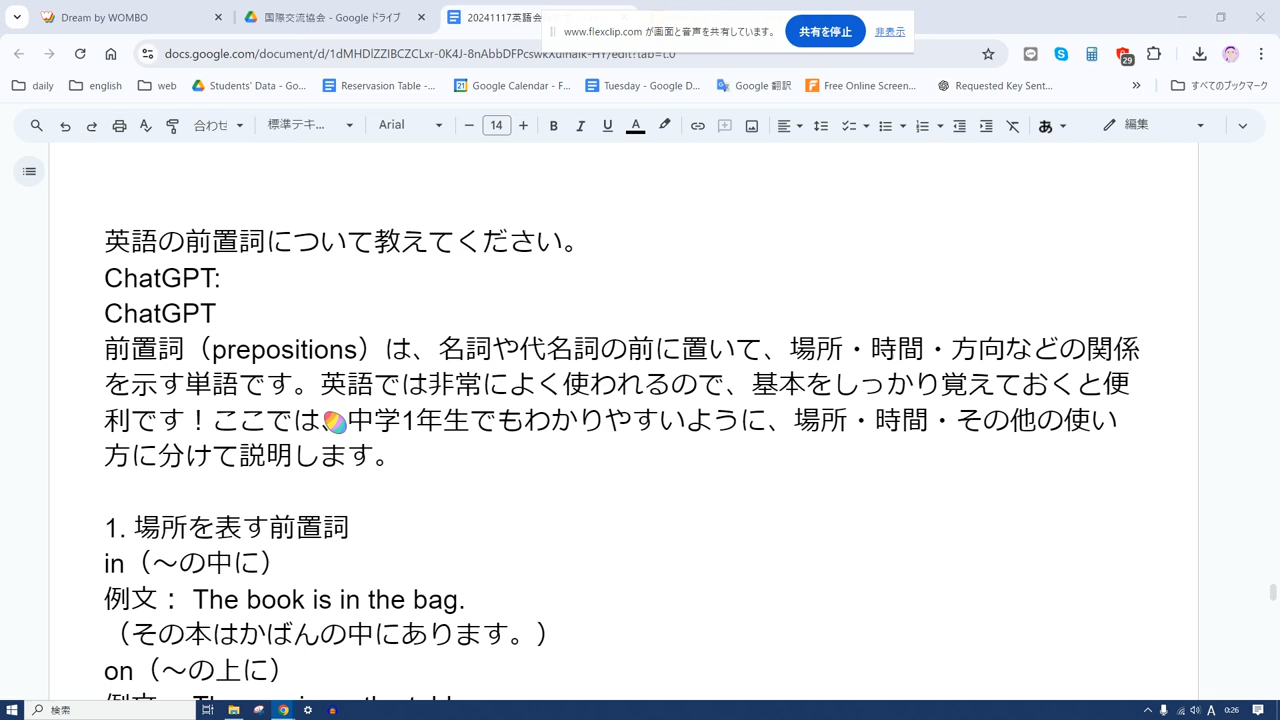 Dream by WOMBO
国際交流協会 - Google ドライブ
20241117英語会
www.flexclip.com が画面と音声を共有しています。
共有を停止
非表示
docs.google.com/document/d/
edit?tab=t.0
29
daily
english
web
Students' Data - Go...
Reservasion Table -...
Google Calendar - F...
Tuesday - Google D...
Google 翻訳
Free Online Screen...
Requested Key Sent...
すべてのブックマーク
合わせ
標準テキ...
Arial
14
B
I
U
A
あ
編集
英語の前置詞について教えてください。
ChatGPT:
ChatGPT
前置詞（prepositions）は、名詞や代名詞の前に置いて、場所・時間・方向などの関係
を示す単語です。英語では非常によく使われるので、基本をしっかり覚えておくと便
利です！ここでは、中学1年生でもわかりやすいように、場所・時間・その他の使い
方に分けて説明します。
1. 場所を表す前置詞
in（～の中に）
例文： The book is in the bag.
（その本はかばんの中にあります。）
on（～の上に）
検索
A
0:26